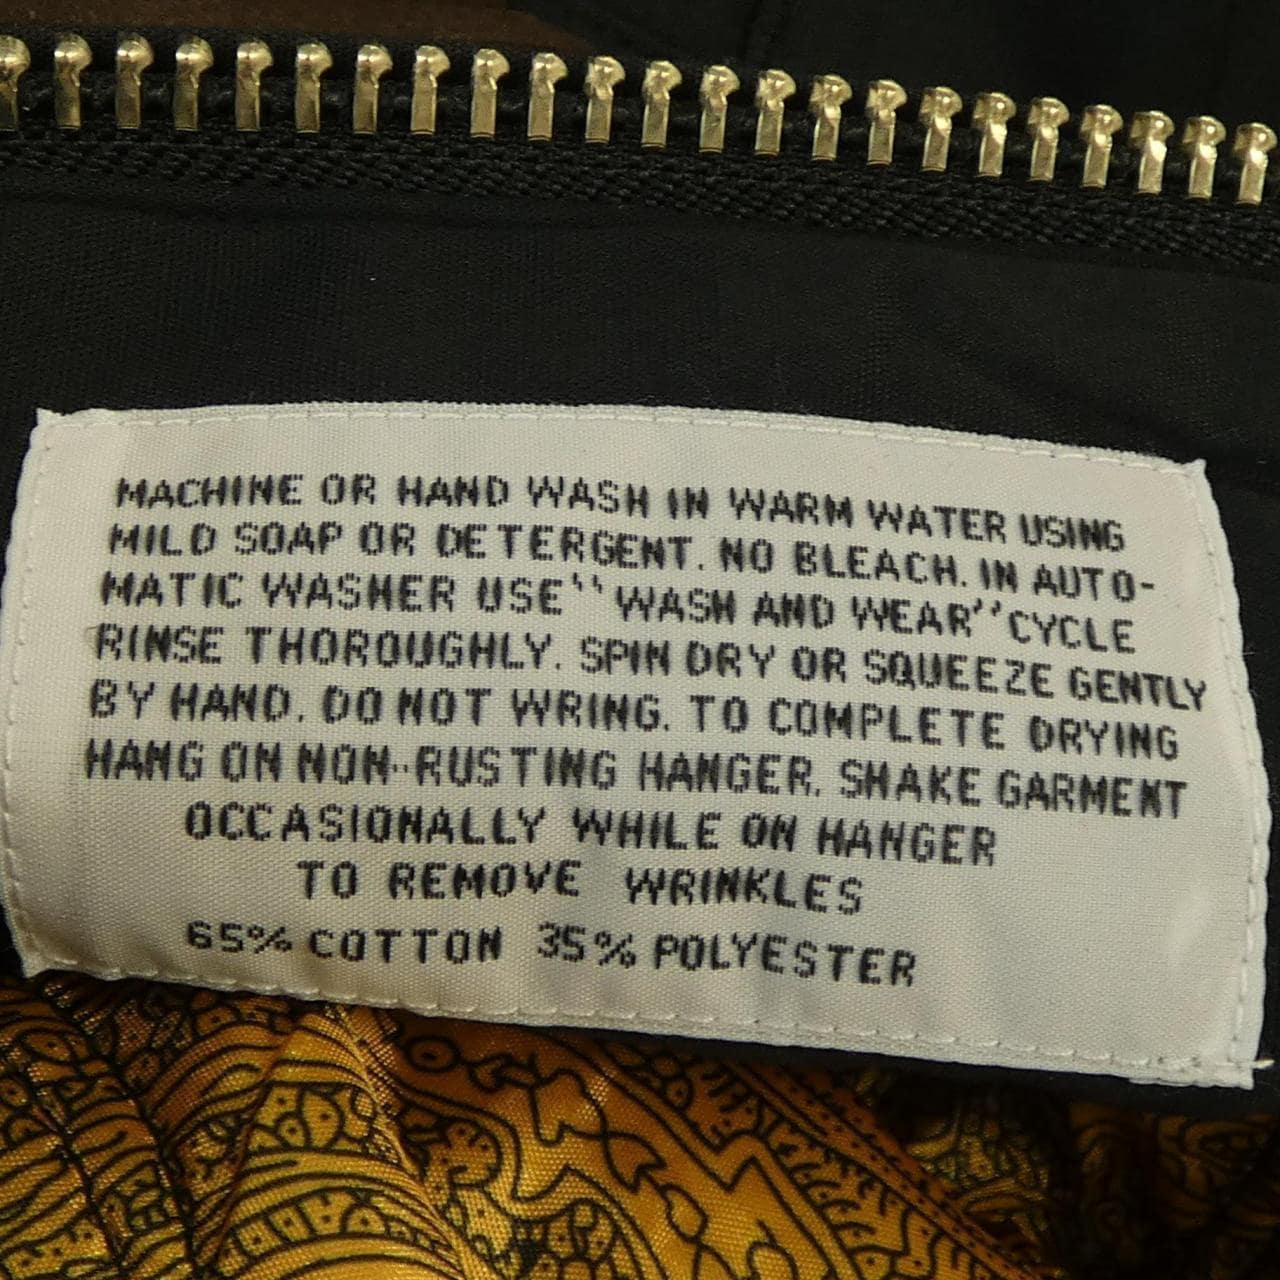 MACHINE OR HAND WASH IN WARM WATER USING
MILD SOAP OR DETERGENT. NO BLEACH. IN AUTO-
MATIC WASHER USE “WASH AND WEAR” CYCLE
RINSE THOROUGHLY. SPIN DRY OR SQUEEZE GENTLY
BY HAND. DO NOT WRING. TO COMPLETE DRYING
HANG ON NON-RUSTING HANGER. SHAKE GARMENT
OCCASIONALLY WHILE ON HANGER
TO REMOVE WRINKLES
65% COTTON 35% POLYESTER